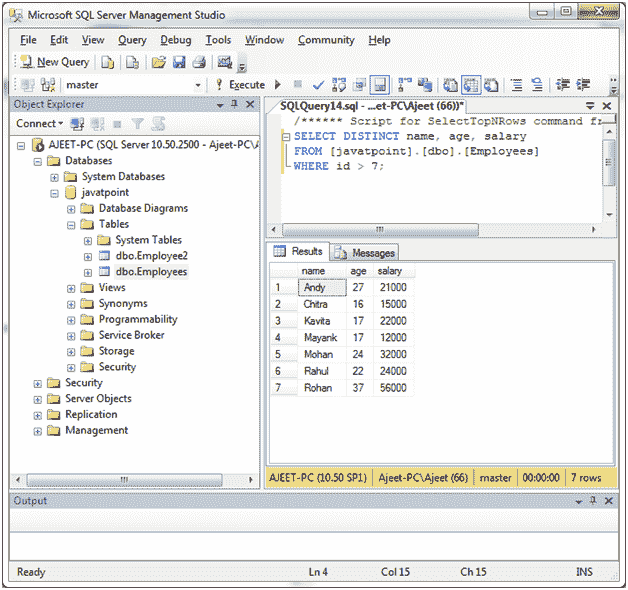 Microsoft SQL Server Management Studio
File Edit View Query Debug Tools Window Community Help
New Query
master Execute
Object Explorer
Connect
AJEET-PC (SQL Server 10.50.2500 - Ajeet-PC\A
Databases
System Databases
javatpoint
Database Diagrams
Tables
System Tables
dbo.Employee2
dbo.Employees
Views
Synonyms
Programmability
Service Broker
Storage
Security
Security
Server Objects
Replication
Management
SQLQuery14.sql - ...et-PC\Ajeet (66))*
/****** Script for SelectTopNRows command fr
SELECT DISTINCT name, age, salary
FROM [javatpoint].[dbo].[Employees]
WHERE id > 7;
Results Messages
name age salary
1 Andy 27 21000
2 Chitra 16 15000
3 Kavita 17 22000
4 Mayank 17 12000
5 Mohan 24 32000
6 Rahul 22 24000
7 Rohan 37 56000
AJEET-PC (10.50 SP1) Ajeet-PC\Ajeet (66) master 00:00:00 7 rows
Output
Ready Ln 4 Col 15 Ch 15 INS